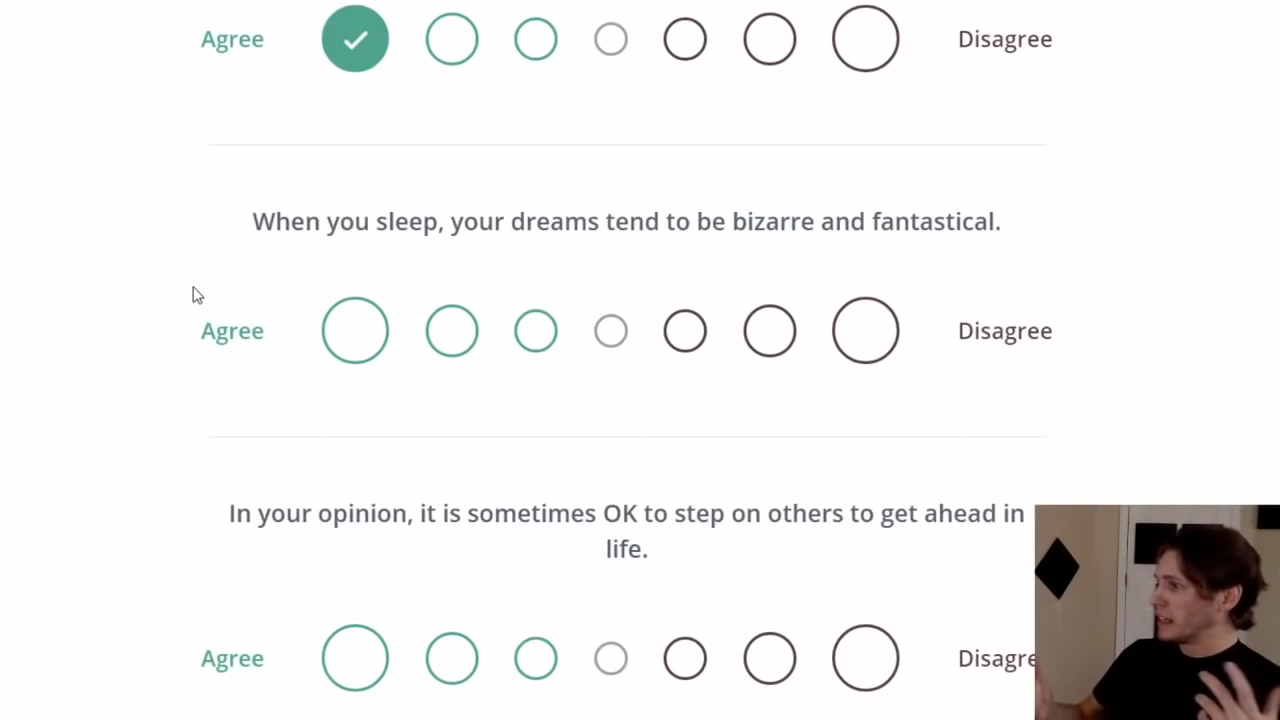 Agree Disagree
When you sleep, your dreams tend to be bizarre and fantastical.
Agree Disagree
In your opinion, it is sometimes OK to step on others to get ahead in
life.
Agree Disagre